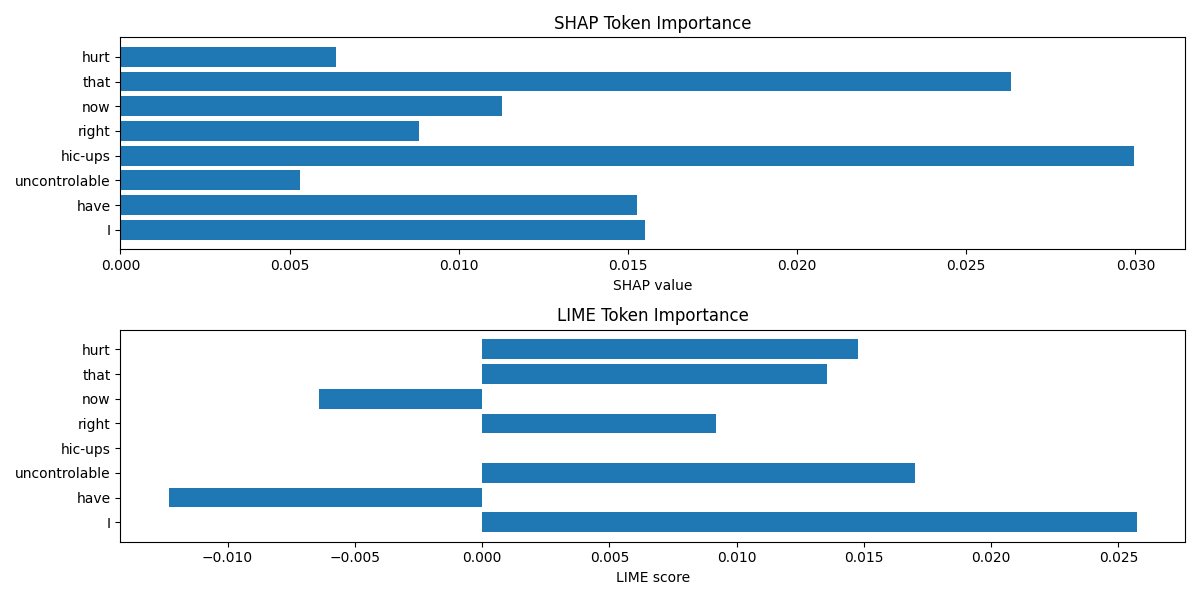 SHAP Token Importance
hurt
that
now
right
hic-ups
uncontrolable
have
I
0.000 0.005 0.010 0.015 0.020 0.025 0.030
SHAP value
LIME Token Importance
hurt
that
now
right
hic-ups
uncontrolable
have
I
−0.010 −0.005 0.000 0.005 0.010 0.015 0.020 0.025
LIME score